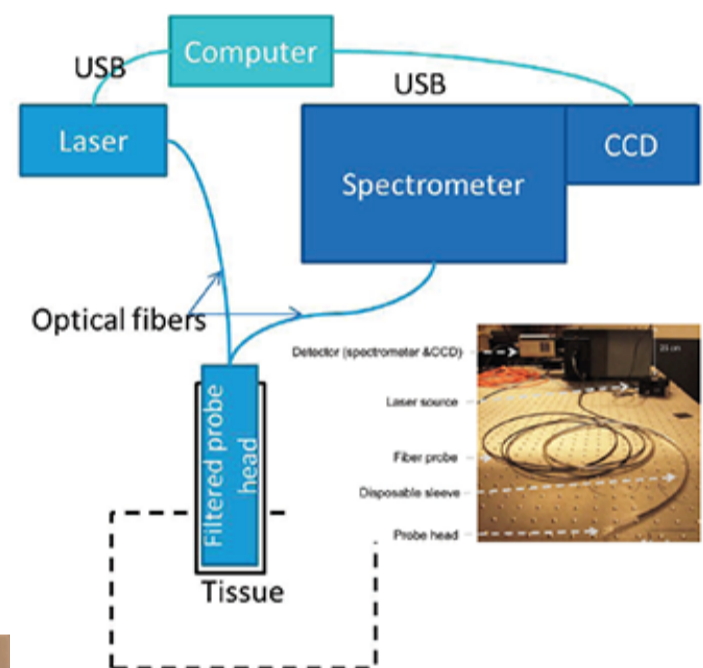 Computer
USB
USB
Laser
Spectrometer
CCD
Optical fibers
Detector (spectrometer &CCD)
Laser source
Fiber probe
Disposable sleeve
Probe head
Filtered probe
head
Tissue